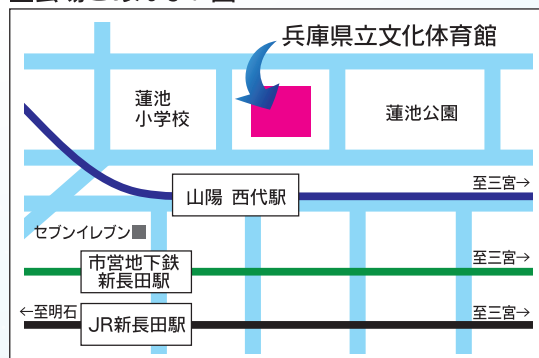 兵庫県立文化体育館
蓮池
小学校
蓮池公園
山陽 西代駅
至三宮→
セブンイレブン
市営地下鉄
新長田駅
至三宮→
←至明石
JR新長田駅
至三宮→